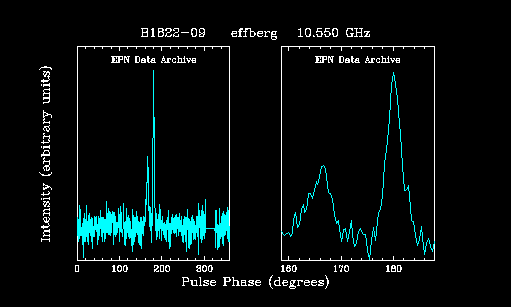 B1822-09 effberg 10.550 GHz
EPN Data Archive
EPN Data Archive
Intensity (arbitrary units)
0 100 200 300
160 170 180
Pulse Phase (degrees)